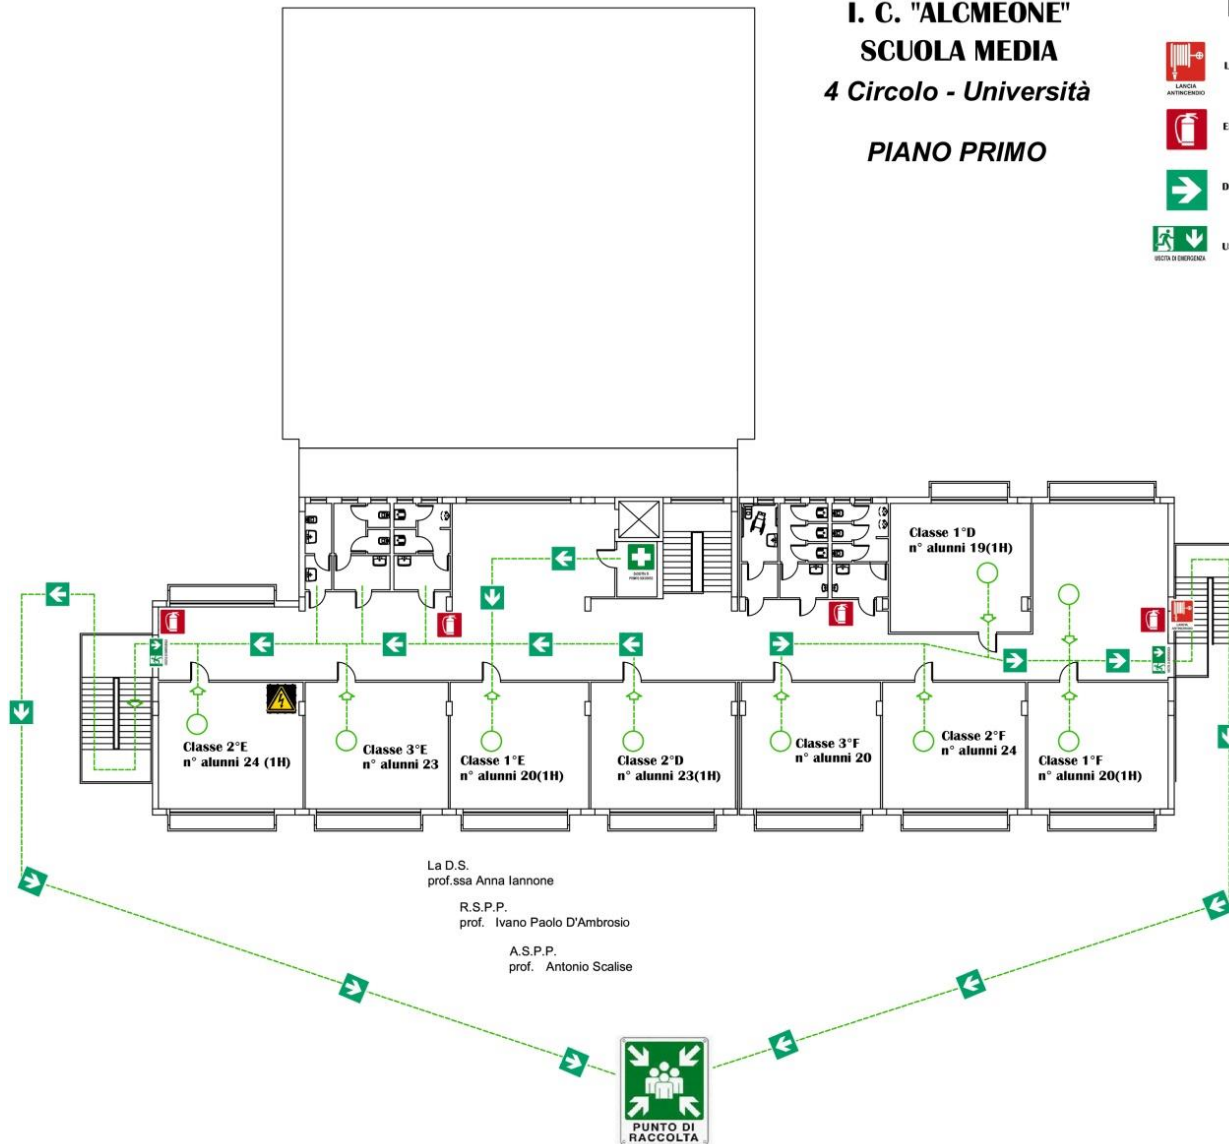 I. C. "ALCMEONE"
SCUOLA MEDIA
4 Circolo - Università
PIANO PRIMO
LANCIA
ANTINCENDIO
USCITA DI EMERGENZA
Classe 1°D
n° alunni 19(1H)
Classe 2°E
n° alunni 24 (1H)
Classe 3°E
n° alunni 23
Classe 1°E
n° alunni 20(1H)
Classe 2°D
n° alunni 23(1H)
Classe 3°F
n° alunni 20
Classe 2°F
n° alunni 24
Classe 1°F
n° alunni 20(1H)
La D.S.
prof.ssa Anna Iannone
R.S.P.P.
prof. Ivano Paolo D'Ambrosio
A.S.P.P.
prof. Antonio Scalise
PUNTO DI
RACCOLTA